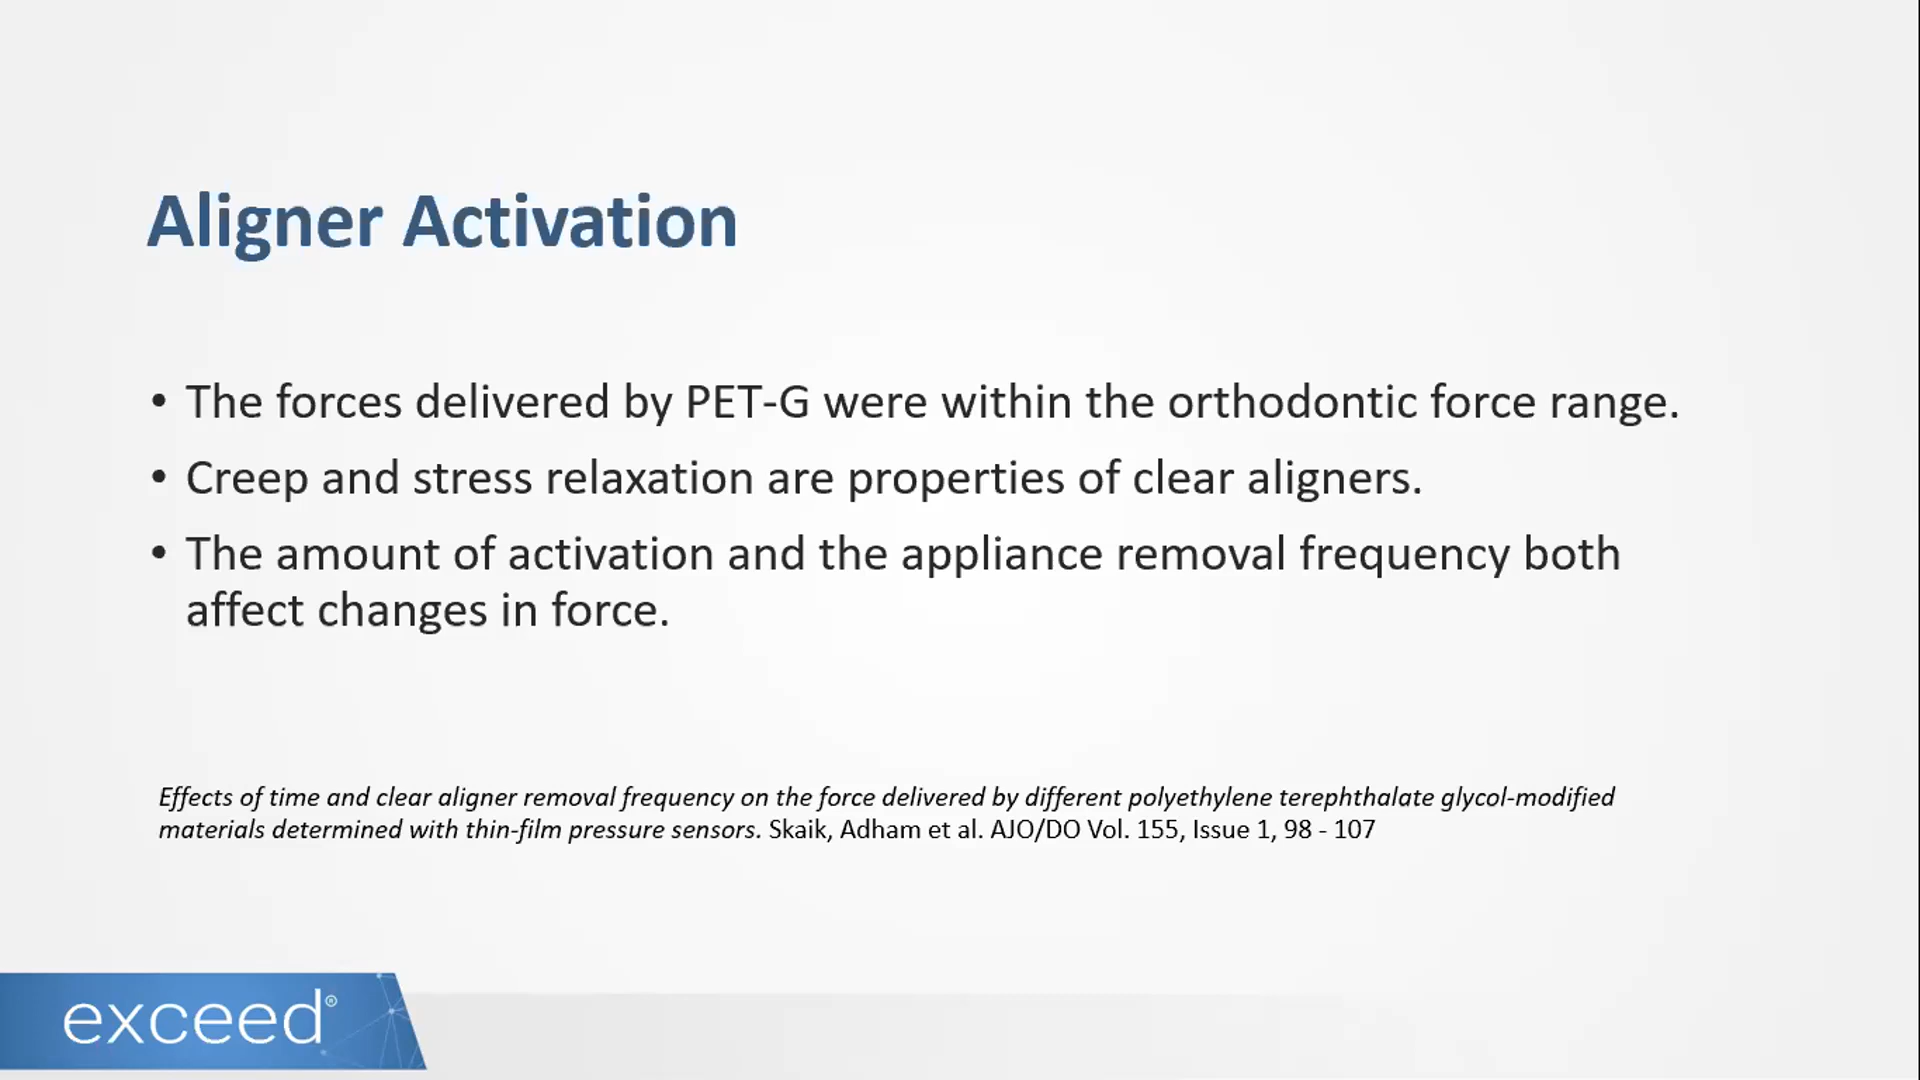 Aligner Activation
• The forces delivered by PET-G were within the orthodontic force range.
• Creep and stress relaxation are properties of clear aligners.
• The amount of activation and the appliance removal frequency both
affect changes in force.
Effects of time and clear aligner removal frequency on the force delivered by different polyethylene terephthalate glycol-modified
materials determined with thin-film pressure sensors. Skaik, Adham et al. AJO/DO Vol. 155, Issue 1, 98 - 107
exceed®